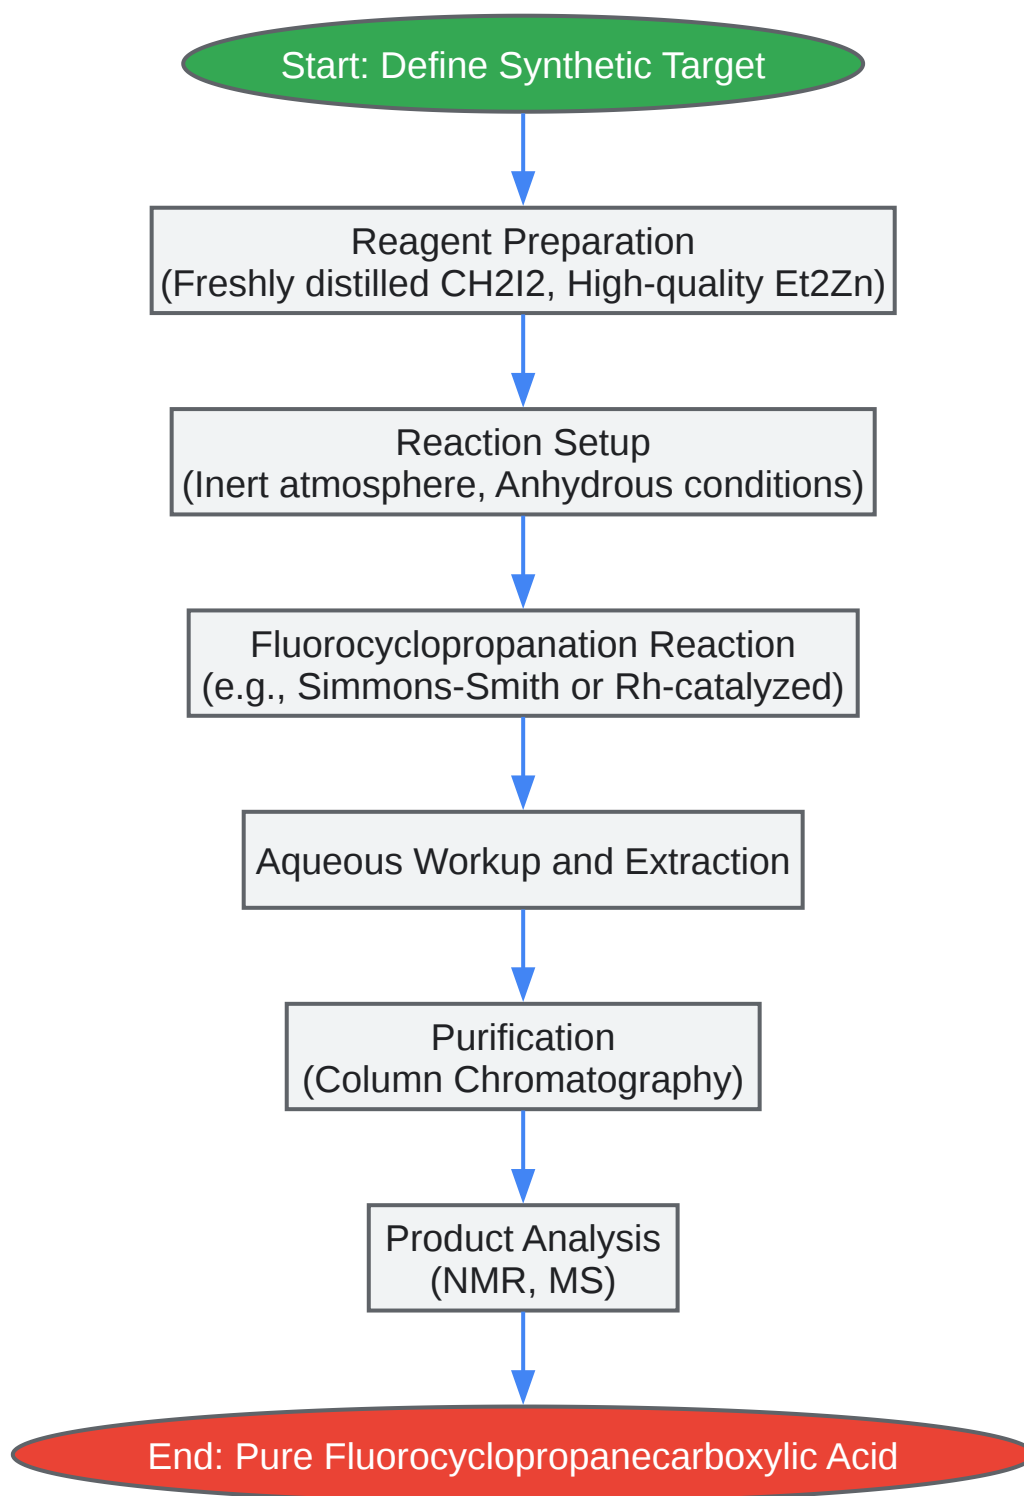 Start: Define Synthetic Target
Reagent Preparation
(Freshly distilled CH2I2, High-quality Et2Zn)
Reaction Setup
(Inert atmosphere, Anhydrous conditions)
Fluorocyclopropanation Reaction
(e.g., Simmons-Smith or Rh-catalyzed)
Aqueous Workup and Extraction
Purification
(Column Chromatography)
Product Analysis
(NMR, MS)
End: Pure Fluorocyclopropanecarboxylic Acid